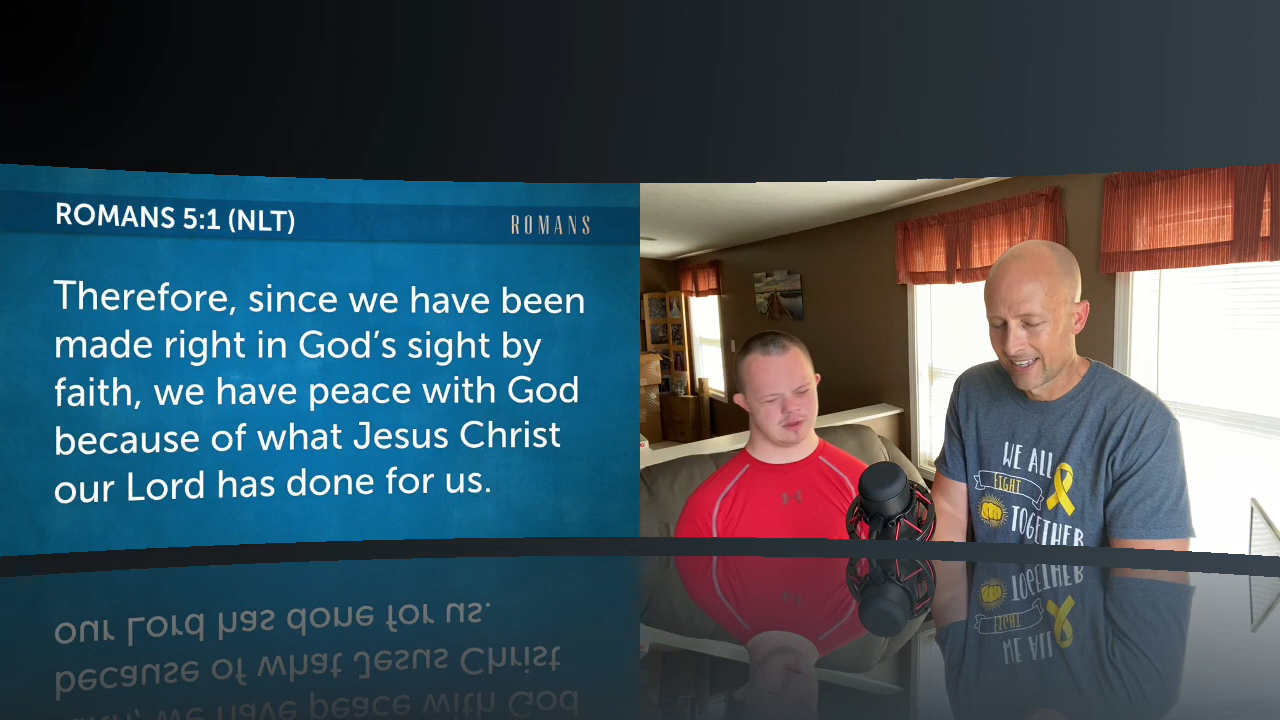 ROMANS 5:1 (NLT)
ROMANS
Therefore, since we have been
made right in God's sight by
faith, we have peace with God
because of what Jesus Christ
our Lord has done for us.
WE ALL
FIGHT
TOGETHER